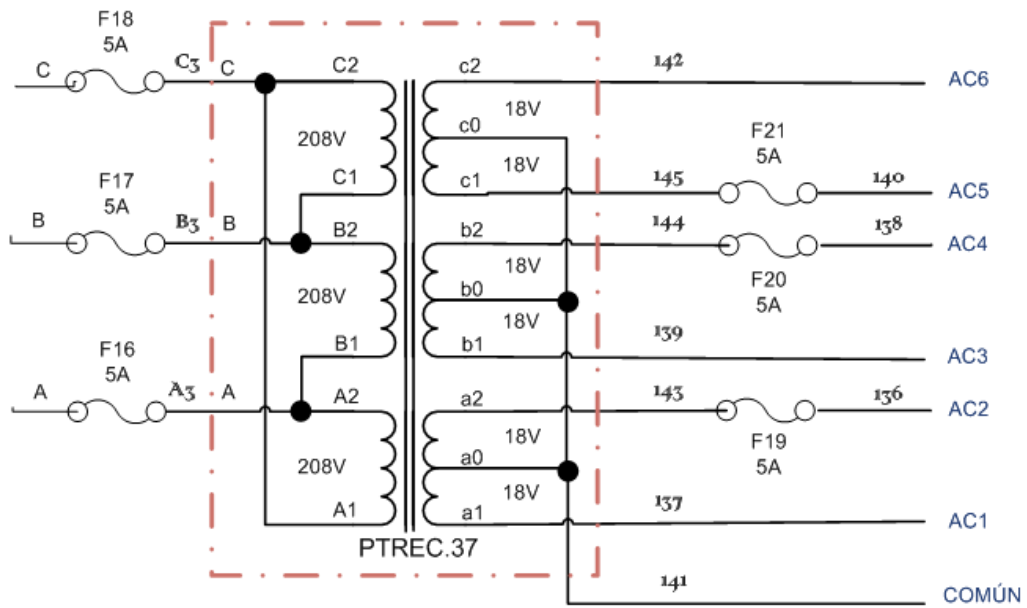 F18
5A
C
C3
C
C2
c2
142
AC6
18V
208V
c0
F21
5A
18V
C1
c1
145
140
AC5
F17
5A
B
B3
B
B2
b2
144
138
AC4
18V
F20
5A
208V
b0
18V
B1
b1
139
AC3
F16
5A
A
A3
A
A2
a2
143
136
AC2
18V
F19
5A
208V
a0
18V
A1
a1
137
AC1
PTREC.37
141
COMÚN